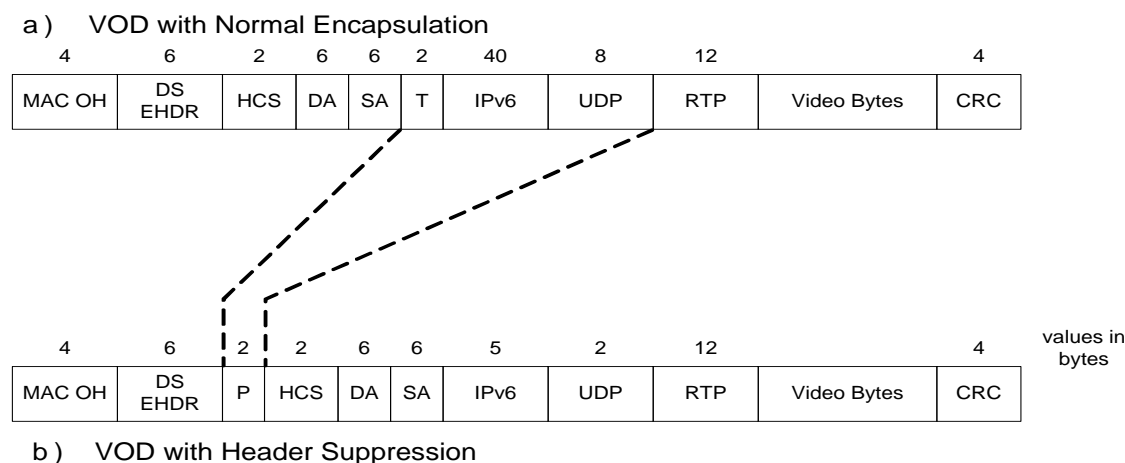 a )    VOD with Normal Encapsulation
4 6 2 6 6 2 40 8 12 4
MAC OH DS EHDR HCS DA SA T IPv6 UDP RTP Video Bytes CRC
4 6 2 2 6 6 5 2 12 4 values in bytes
MAC OH DS EHDR P HCS DA SA IPv6 UDP RTP Video Bytes CRC
b )    VOD with Header Suppression